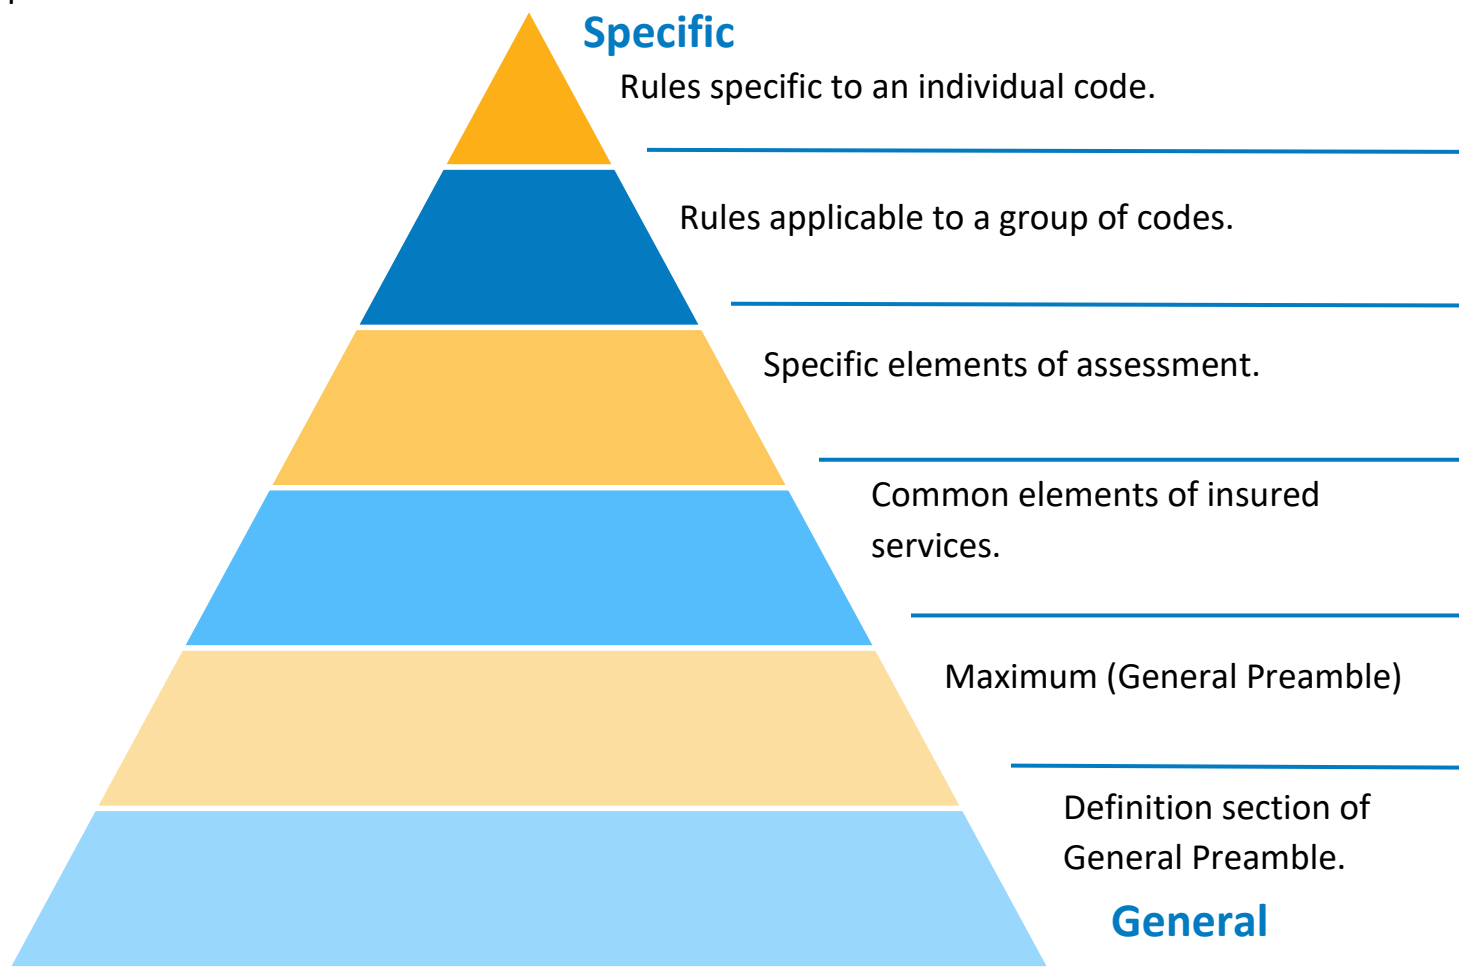 Specific
Rules specific to an individual code.
Rules applicable to a group of codes.
Specific elements of assessment.
Common elements of insured
services.
Maximum (General Preamble)
Definition section of
General Preamble.
General